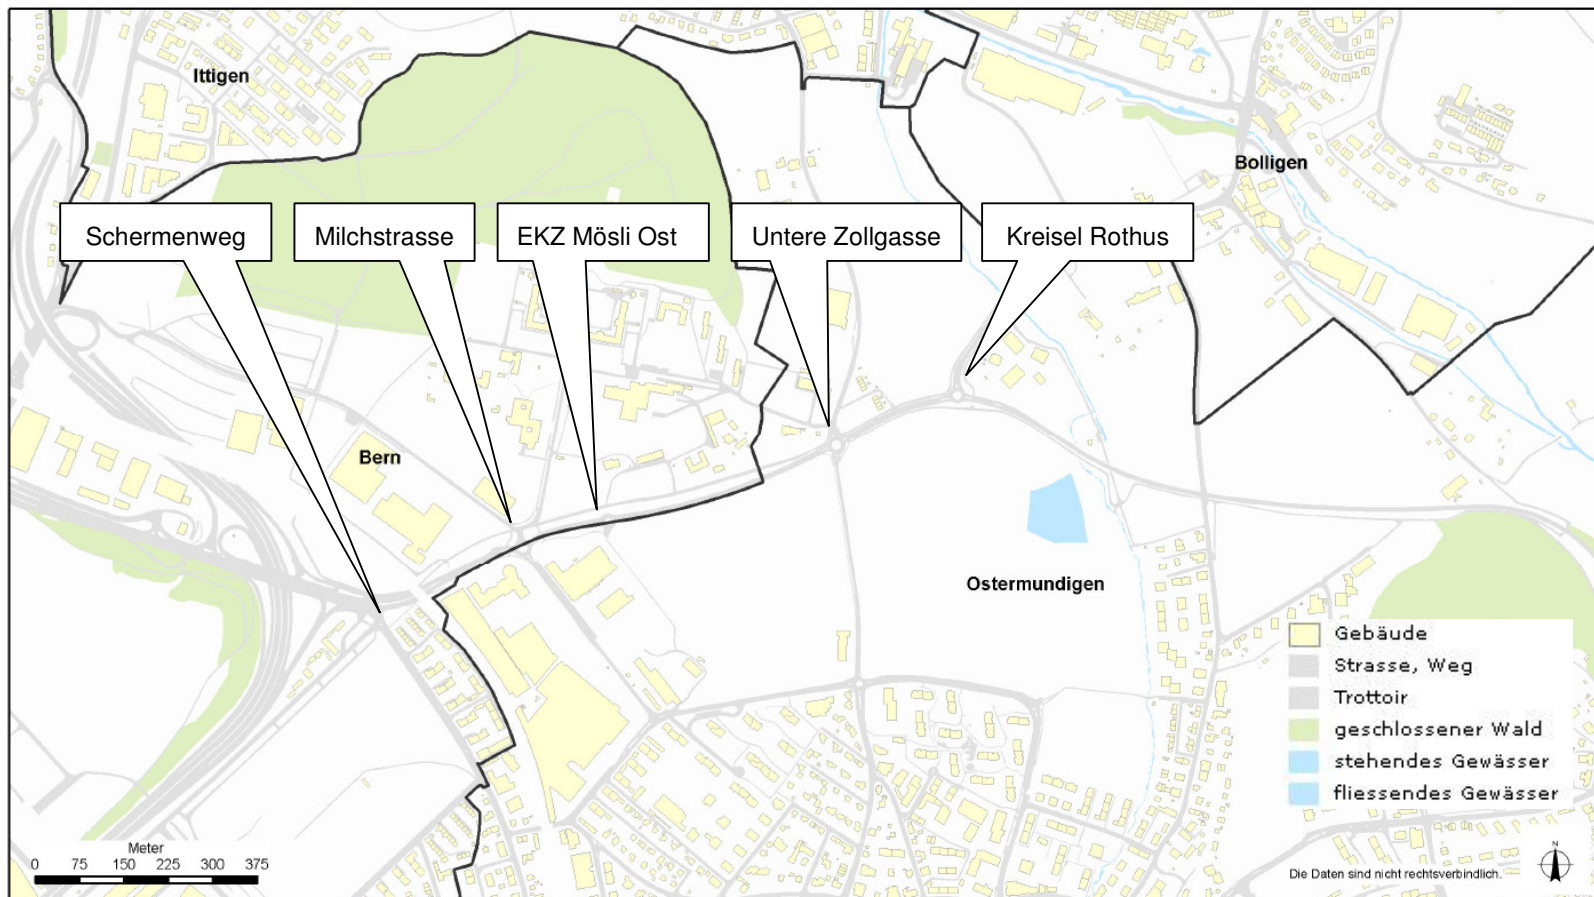 Ittigen
Bolligen
Schermenweg
Milchstrasse
EKZ Mösli Ost
Untere Zollgasse
Kreisel Rothus
Bern
Ostermundigen
Gebäude
Strasse, Weg
Trottoir
geschlossener Wald
stehendes Gewässer
fliessendes Gewässer
Meter
0 75 150 225 300 375
N
Die Daten sind nicht rechtsverbindlich.